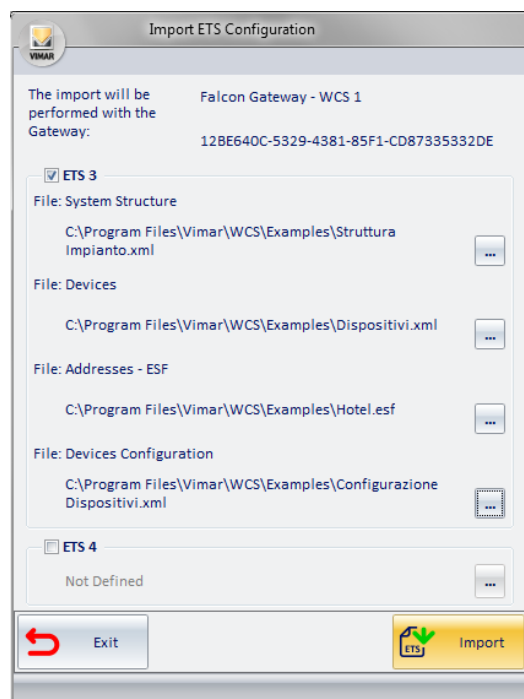 Import ETS Configuration
VIMAR
The import will be
performed with the
Gateway:
Falcon Gateway - WCS 1
12BE640C-5329-4381-85F1-CD87335332DE
ETS 3
File: System Structure
C:\Program Files\Vimar\WCS\Examples\Struttura
Impianto.xml
...
File: Devices
C:\Program Files\Vimar\WCS\Examples\Dispositivi.xml
...
File: Addresses - ESF
C:\Program Files\Vimar\WCS\Examples\Hotel.esf
...
File: Devices Configuration
C:\Program Files\Vimar\WCS\Examples\Configurazione
Dispositivi.xml
...
ETS 4
Not Defined
...
Exit
ETS
Import